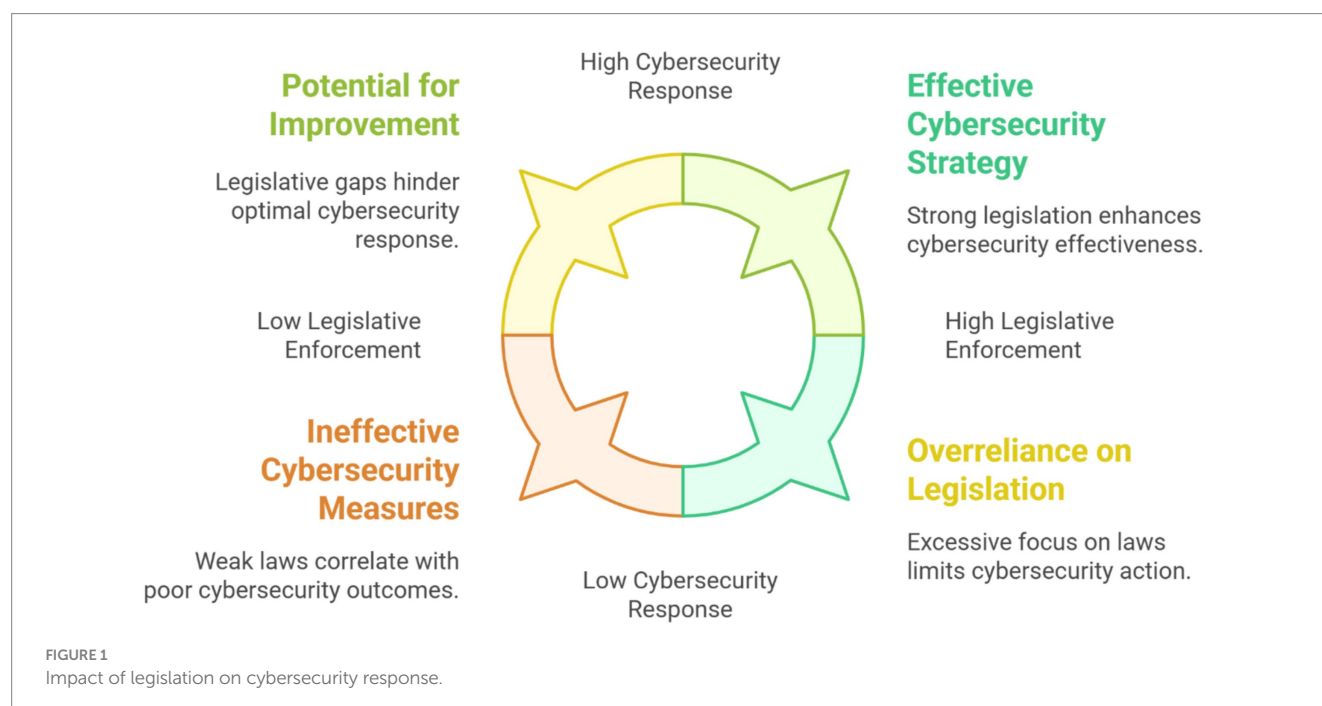 High Cybersecurity
Response
Potential for
Improvement
Legislative gaps hinder
optimal cybersecurity
response.
Effective
Cybersecurity
Strategy
Strong legislation enhances
cybersecurity effectiveness.
Low Legislative
Enforcement
High Legislative
Enforcement
Ineffective
Cybersecurity
Measures
Weak laws correlate with
poor cybersecurity outcomes.
Overreliance on
Legislation
Excessive focus on laws
limits cybersecurity action.
Low Cybersecurity
Response
FIGURE 1
Impact of legislation on cybersecurity response.